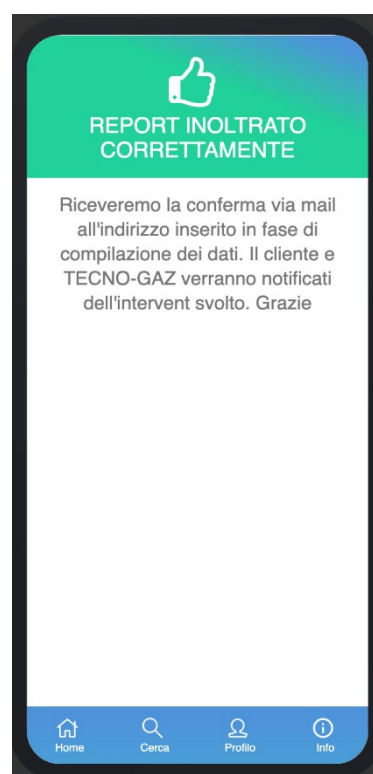 REPORT INOLTRATO
CORRETTAMENTE
Riceveremo la conferma via mail
all'indirizzo inserito in fase di
compilazione dei dati. Il cliente e
TECNO-GAZ verranno notificati
dell'intervent svolto. Grazie
Home Cerca Profilo Info